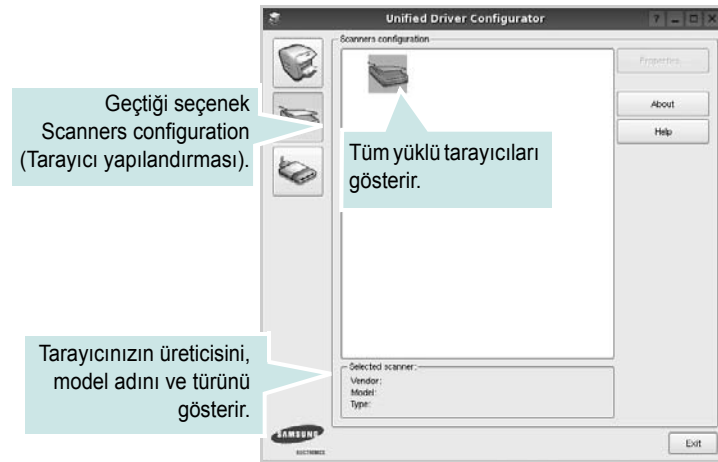 Unified Driver Configurator
Scanners configuration
Properties...
About
Help
Geçtiği seçenek
Scanners configuration
(Tarayıcı yapılandırması).
Tüm yüklü tarayıcıları
gösterir.
Tarayıcınızın üreticisini,
model adını ve türünü
gösterir.
Selected scanner:
Vendor:
Model:
Type:
SAMSUNG
ELECTRONICS
Exit